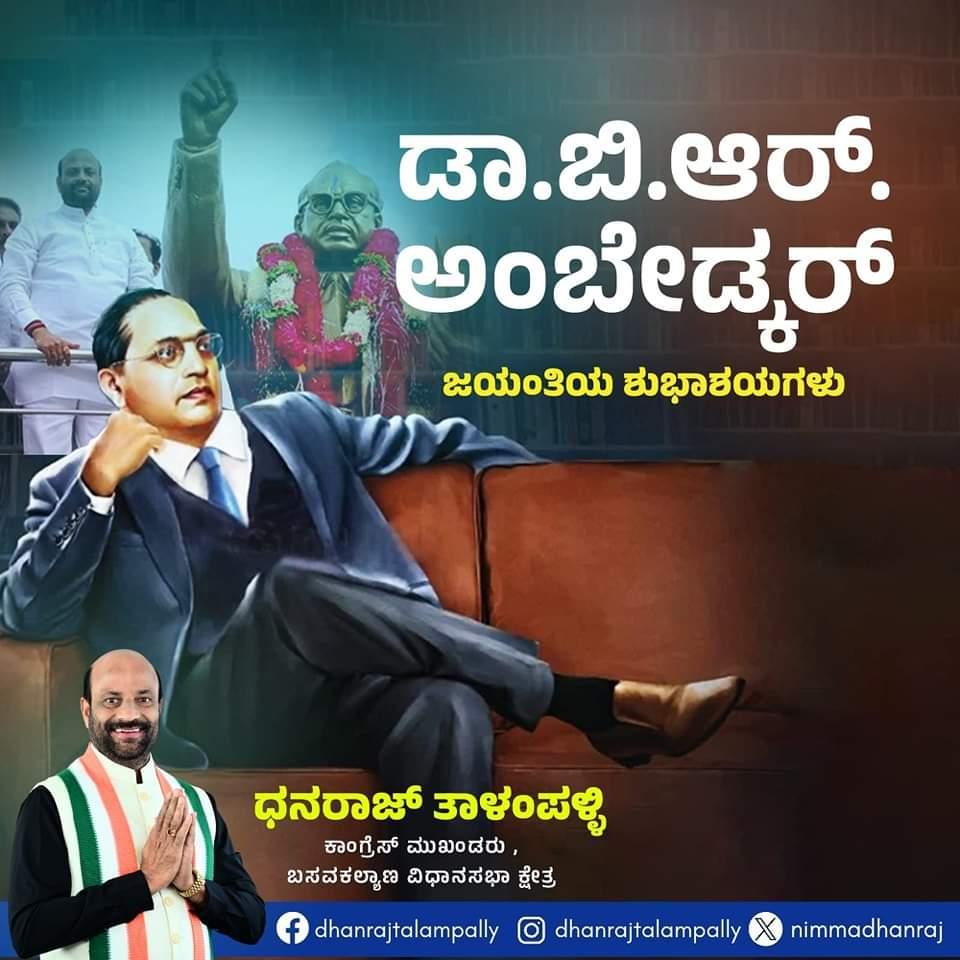 ಡಾ.ಬಿ.ಆರ್.
ಅಂಬೇಡ್ಕರ್
ಜಯಂತಿಯ ಶುಭಾಶಯಗಳು
ಧನರಾಜ್ ತಾಳಂಪಳ್ಳಿ
ಕಾಂಗ್ರೆಸ್ ಮುಖಂಡರು ,
ಬಸವಕಲ್ಯಾಣ ವಿಧಾನಸಭಾ ಕ್ಷೇತ್ರ
dhanrajtalampally dhanrajtalampally nimmadhanraj